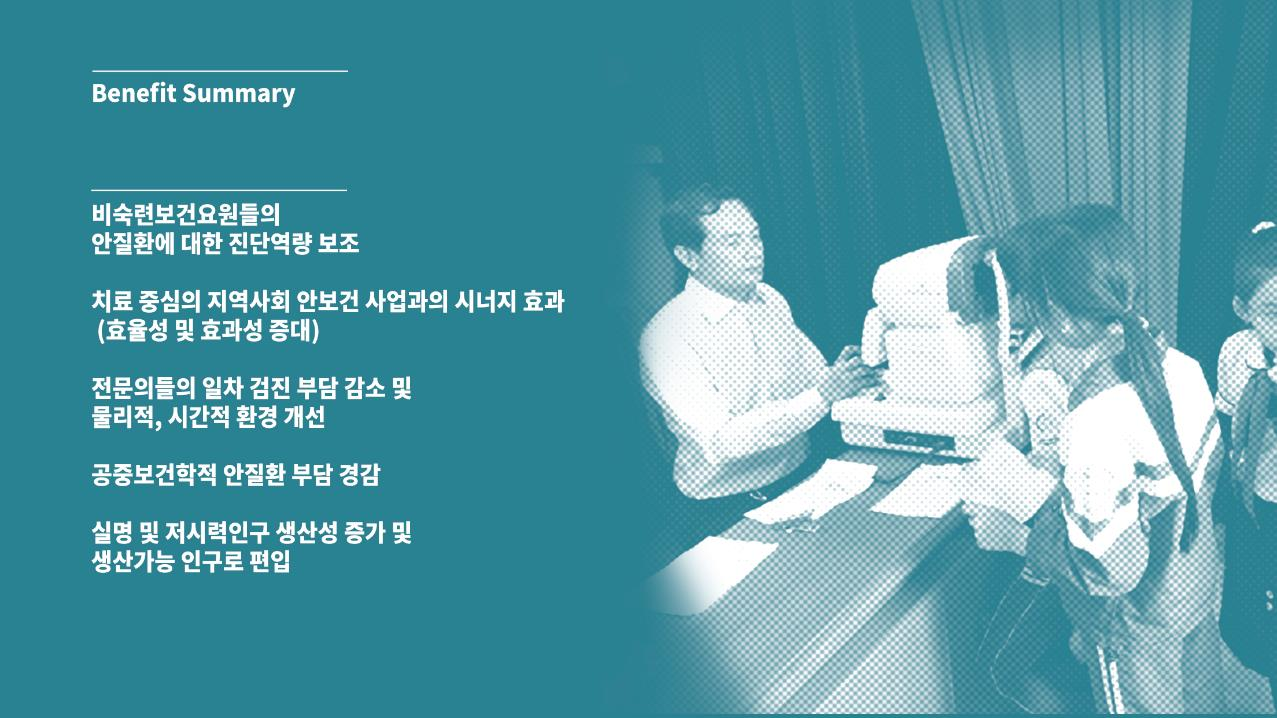 Benefit Summary
비숙련보건요원들의
안질환에 대한 진단역량 보조
치료 중심의 지역사회 안보건 사업과의 시너지 효과
(효율성 및 효과성 증대)
전문의들의 일차 검진 부담 감소 및
물리적, 시간적 환경 개선
공중보건학적 안질환 부담 경감
실명 및 저시력인구 생산성 증가 및
생산가능 인구로 편입